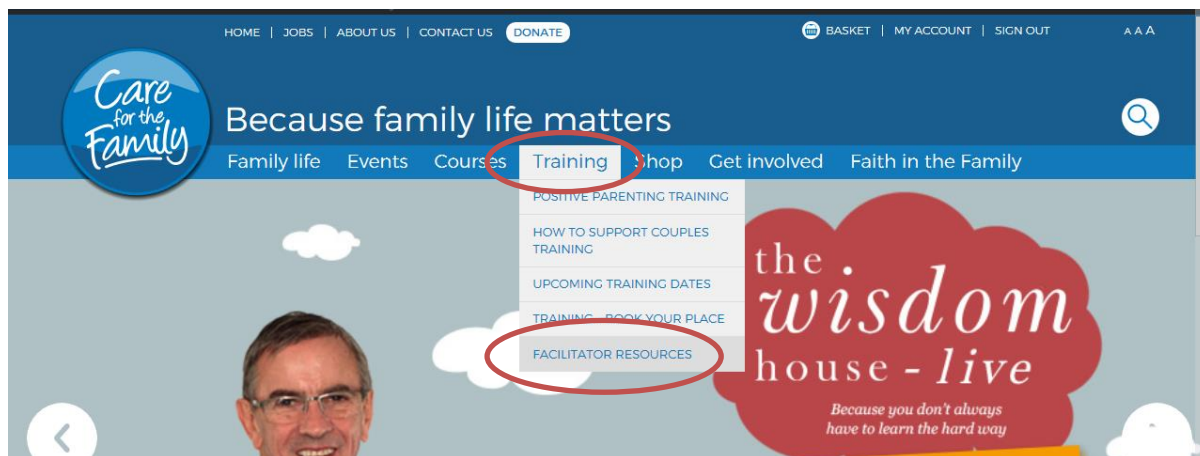 HOME | JOBS | ABOUT US | CONTACT US DONATE
BASKET | MY ACCOUNT | SIGN OUT
A A A
Care
for the
Family
Because family life matters
Family life Events Courses Training Shop Get involved Faith in the Family
POSITIVE PARENTING TRAINING
HOW TO SUPPORT COUPLES
TRAINING
UPCOMING TRAINING DATES
TRAINING - BOOK YOUR PLACE
FACILITATOR RESOURCES
the
wisdom
house - live
Because you don't always
have to learn the hard way